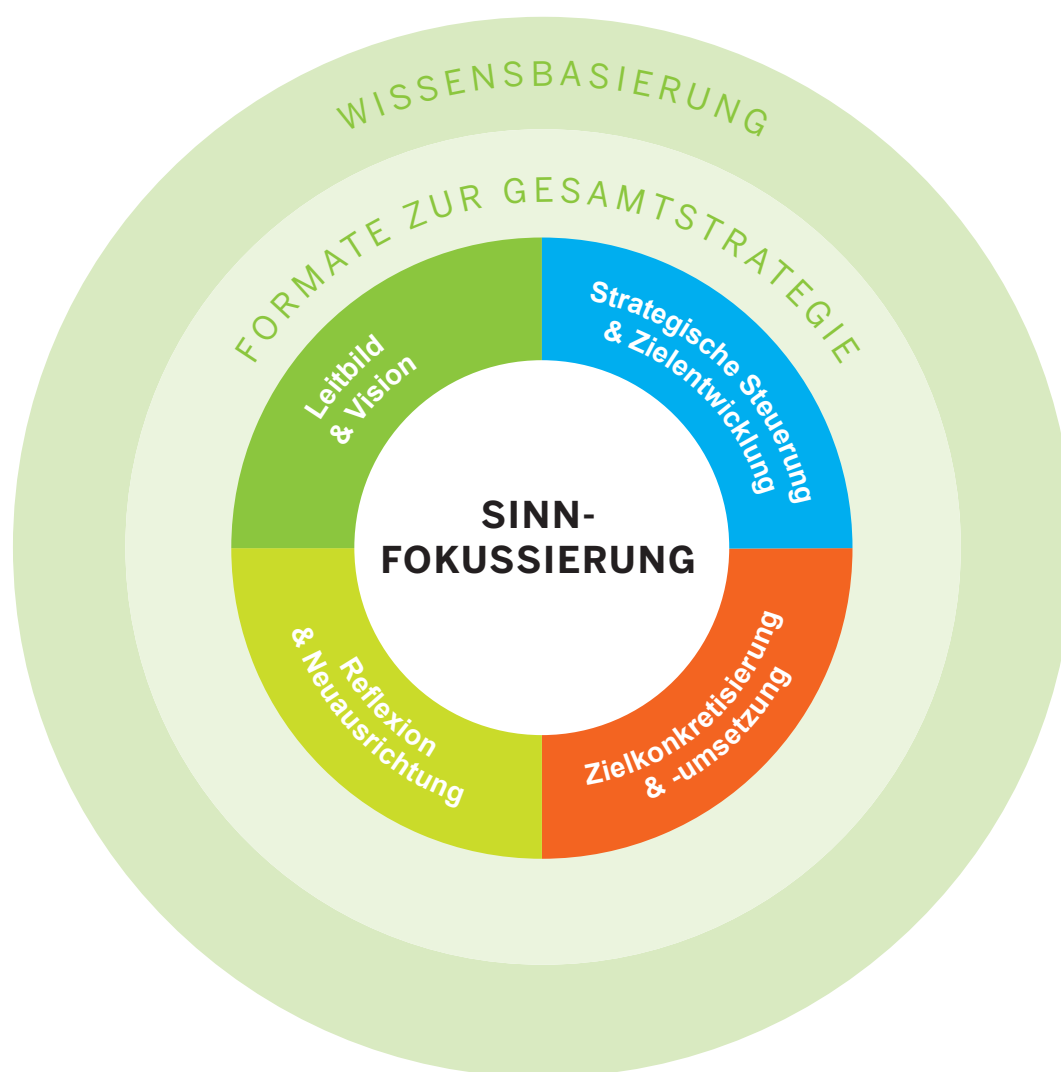 WISSENSBASIERUNG
FORMATE ZUR GESAMTSTRATEGIE
Leitbild
& Vision
Strategische Steuerung
& Zielentwicklung
SINN-
FOKUSSIERUNG
Reflexion
& Neuausrichtung
Zielkonkretisierung
& -umsetzung